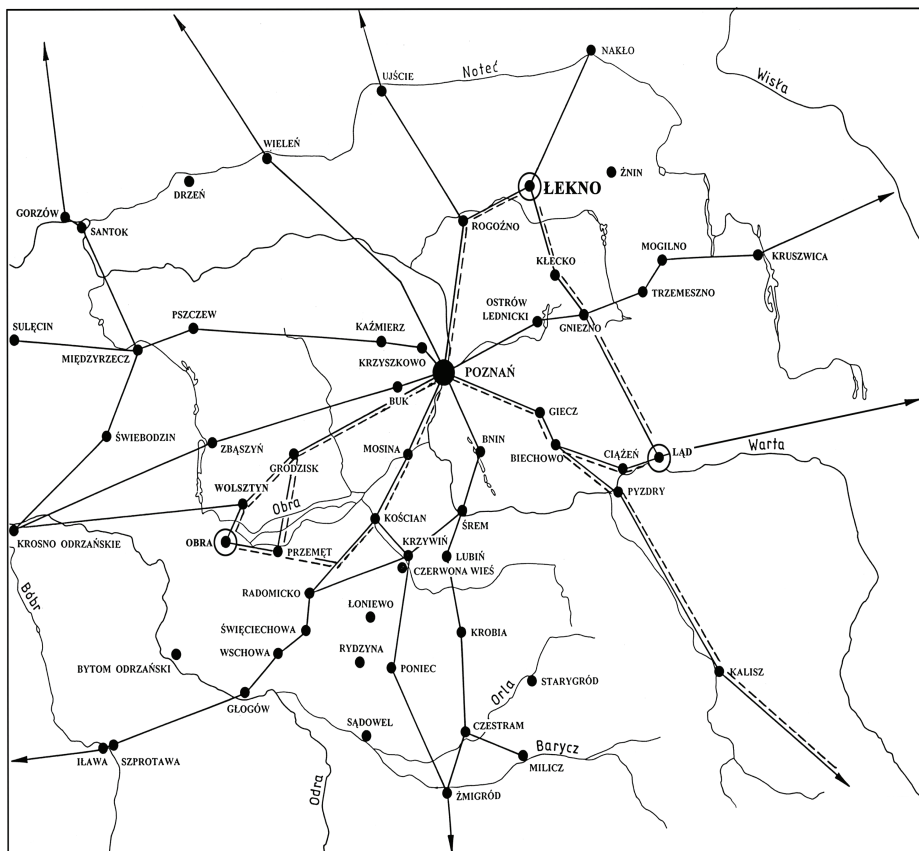 NAKŁO
Noteć
UJŚCIE
Wisła
WIELEŃ
ŻNIN
DRZEŃ
ŁEKNO
GORZÓW
SANTOK
ROGOŹNO
MOGILNO
KRUSZWICA
KŁECKO
TRZEMESZNO
OSTRÓW
LEDNICKI
GNIEZNO
SULĘCIN
PSZCZEW
KAŹMIERZ
MIĘDZYRZECZ
KRZYSZKOWO
POZNAŃ
BUK
GIECZ
ŚWIEBODZIN
ZBĄSZYŃ
MOSINA
BNIN
BIECHOWO
CIĄŻEŃ
LĄD
Warta
GRODZISK
WOLSZTYN
PYZDRY
Obra
KOŚCIAN
ŚREM
KROSNO ODRZAŃSKIE
OBRA
PRZEMĘT
KRZYWIŃ
LUBIŃ
CZERWONA WIEŚ
Bóbr
RADOMICKO
ŁONIEWO
ŚWIĘCIECHOWA
KROBIA
WSCHOWA
RYDZYNA
BYTOM ODRZAŃSKI
PONIEC
KALISZ
STARYGRÓD
GŁOGÓW
Orla
SĄDOWEL
CZESTRAM
Barycz
IŁAWA
SZPROTAWA
MILICZ
Odra
ŻMIGRÓD